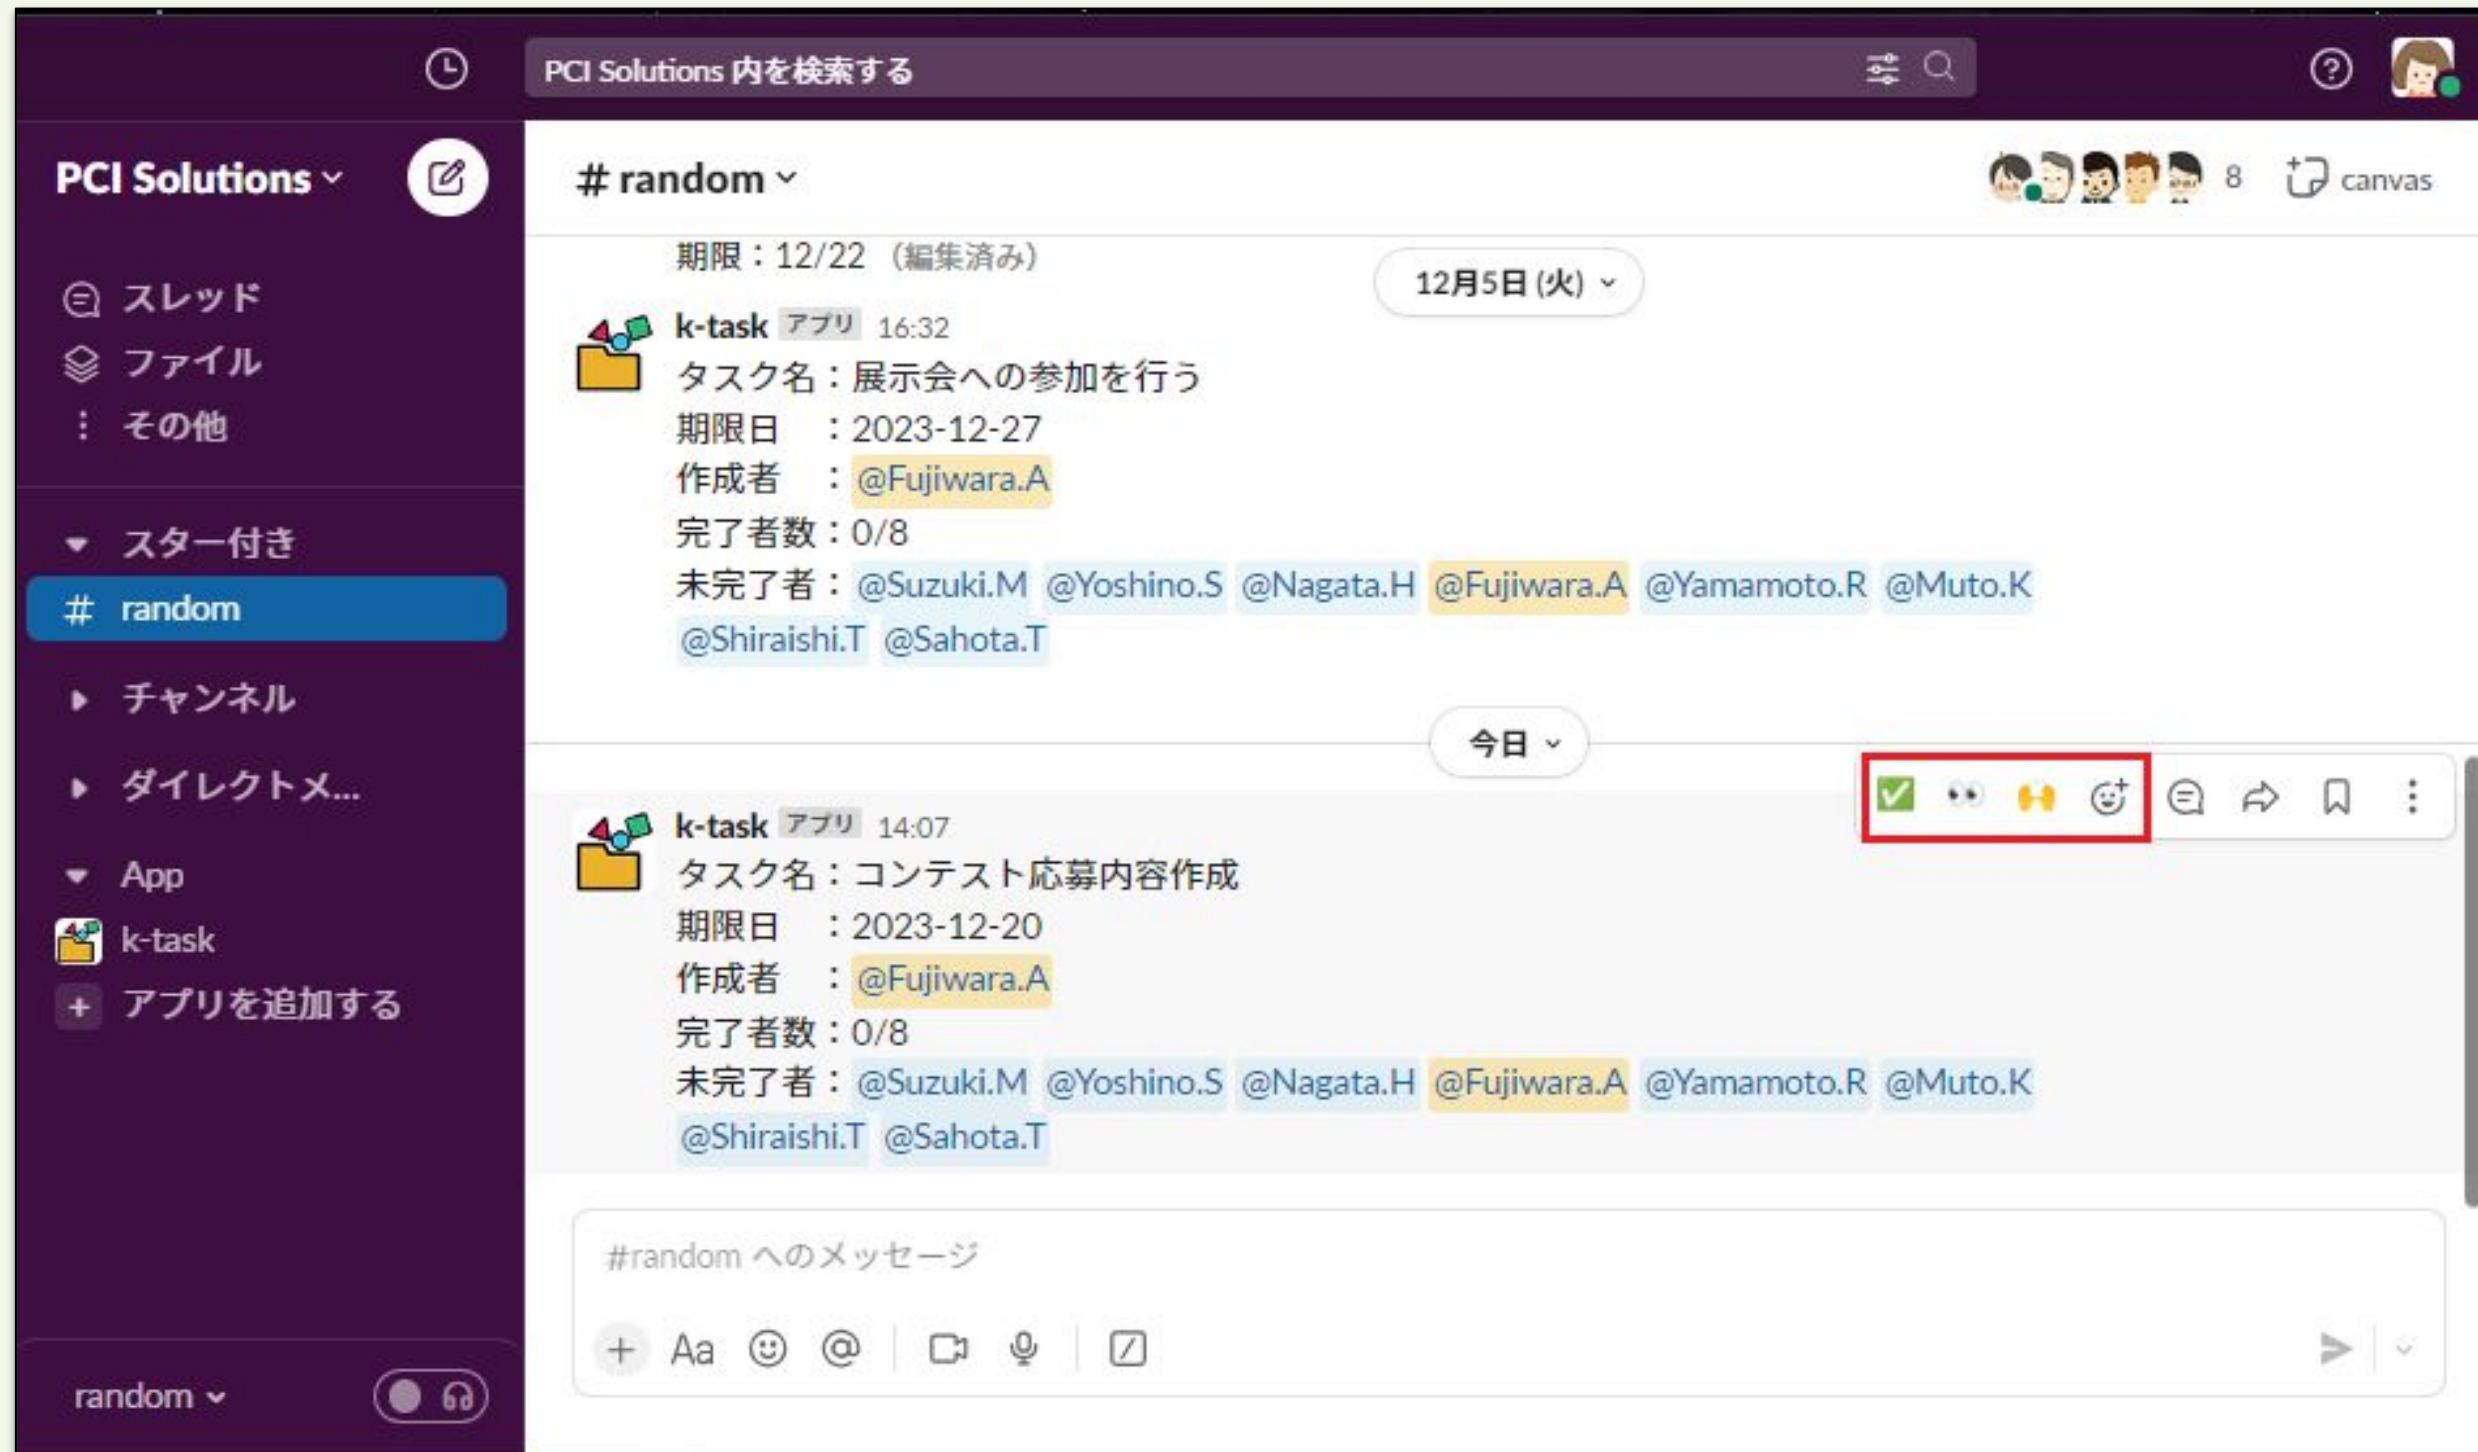 PCI Solutions 内を検索する
PCI Solutions
スレッド
ファイル
その他
スター付き
# random
チャンネル
ダイレクトメ...
App
k-task
+ アプリを追加する
random
# random
8
canvas
期限：12/22 （編集済み）
12月5日 (火)
k-task アプリ 16:32
タスク名：展示会への参加を行う
期限日 ：2023-12-27
作成者 ：@Fujiwara.A
完了者数：0/8
未完了者：@Suzuki.M @Yoshino.S @Nagata.H @Fujiwara.A @Yamamoto.R @Muto.K
@Shiraishi.T @Sahota.T
今日
k-task アプリ 14:07
タスク名：コンテスト応募内容作成
期限日 ：2023-12-20
作成者 ：@Fujiwara.A
完了者数：0/8
未完了者：@Suzuki.M @Yoshino.S @Nagata.H @Fujiwara.A @Yamamoto.R @Muto.K
@Shiraishi.T @Sahota.T
#random へのメッセージ
+ Aa @